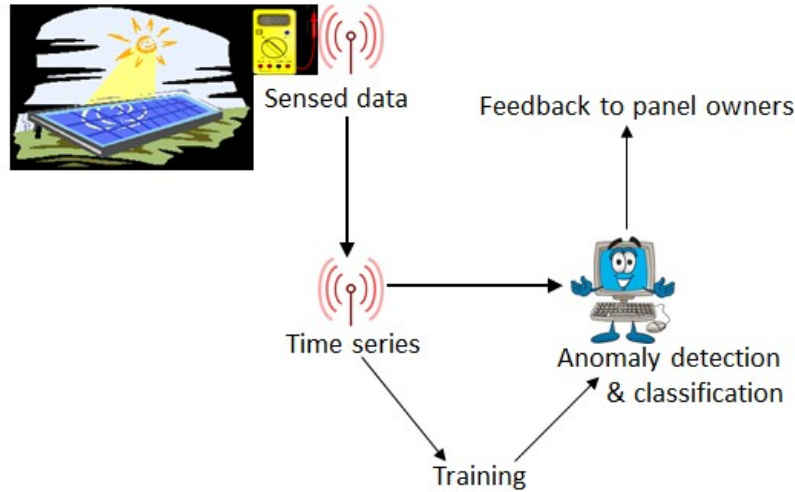 Sensed data
Feedback to panel owners
Time series
Anomaly detection
& classification
Training